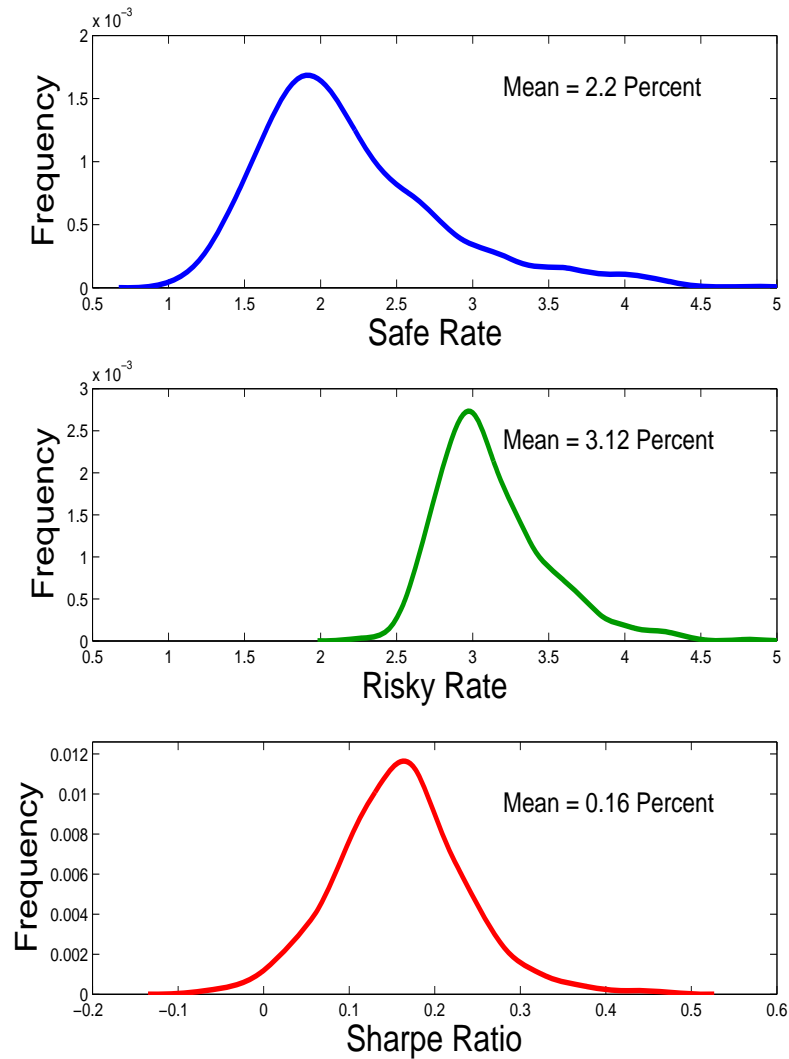 x 10⁻³
2
1.5
1
0.5
0
Frequency
Mean = 2.2 Percent
0.5 1 1.5 2 2.5 3 3.5 4 4.5 5
Safe Rate
x 10⁻³
3
2.5
2
1.5
1
0.5
0
Frequency
Mean = 3.12 Percent
0.5 1 1.5 2 2.5 3 3.5 4 4.5 5
Risky Rate
0.012
0.01
0.008
0.006
0.004
0.002
0
Frequency
Mean = 0.16 Percent
−0.2 −0.1 0 0.1 0.2 0.3 0.4 0.5 0.6
Sharpe Ratio